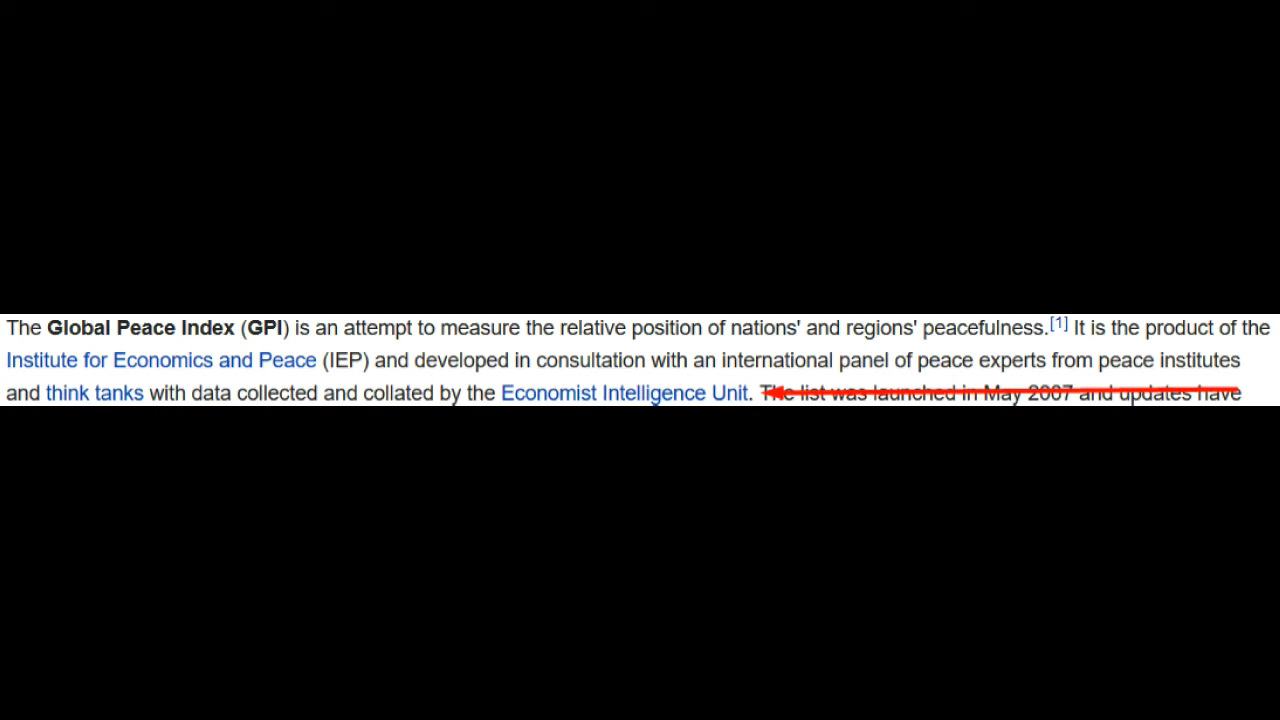 The Global Peace Index (GPI) is an attempt to measure the relative position of nations' and regions' peacefulness.[1] It is the product of the
Institute for Economics and Peace (IEP) and developed in consultation with an international panel of peace experts from peace institutes
and think tanks with data collected and collated by the Economist Intelligence Unit. The list was launched in May 2007 and updates have